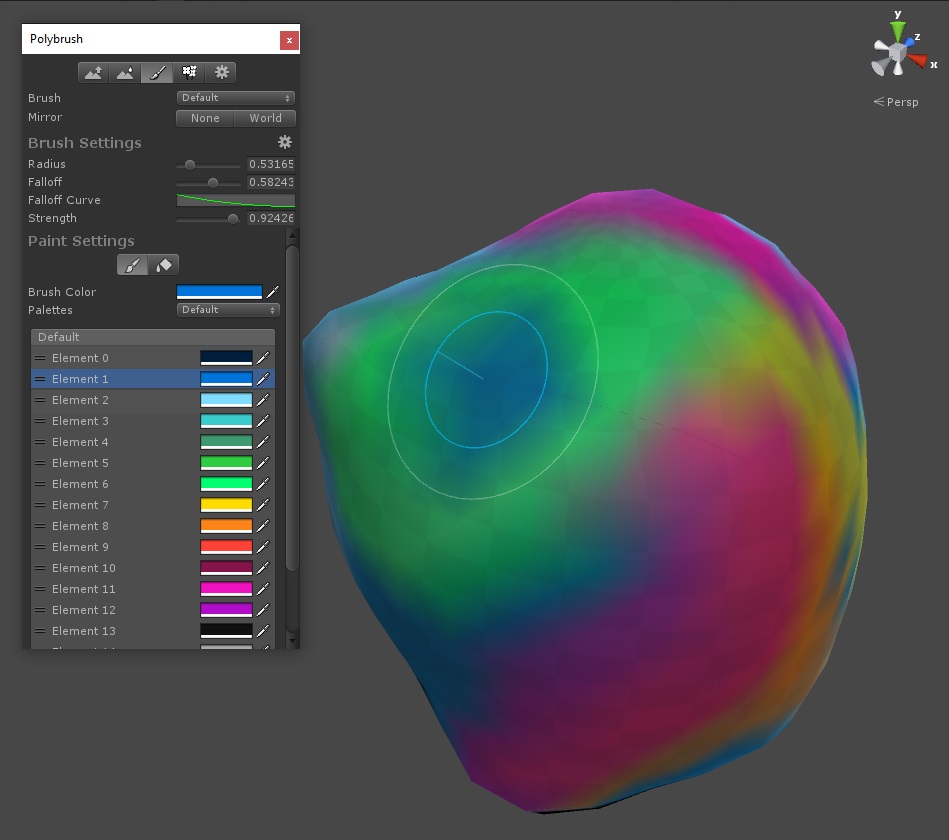 Polybrush
x
Brush Default
Mirror None World
Brush Settings
Radius 0.53165
Falloff 0.58243
Falloff Curve
Strength 0.92426
Paint Settings
Brush Color
Palettes Default
Default
Element 0
Element 1
Element 2
Element 3
Element 4
Element 5
Element 6
Element 7
Element 8
Element 9
Element 10
Element 11
Element 12
Element 13
y
z
x
Persp